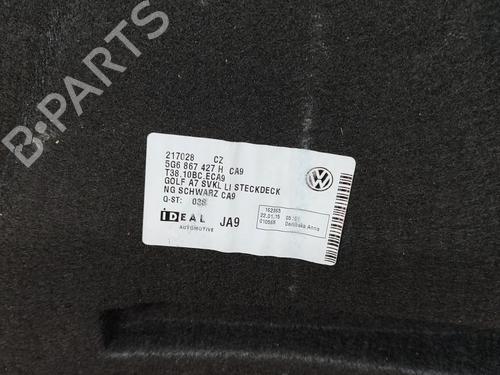 217028 CZ
5G6 867 427 H CA9
T38.10BC.ECA9
GOLF A7 SVKL LI STECKDECK
NG SCHWARZ CA9
Q-ST: 036
IDEAL JA9
AUTOMOTIVE
22.01.15
B-PARTS